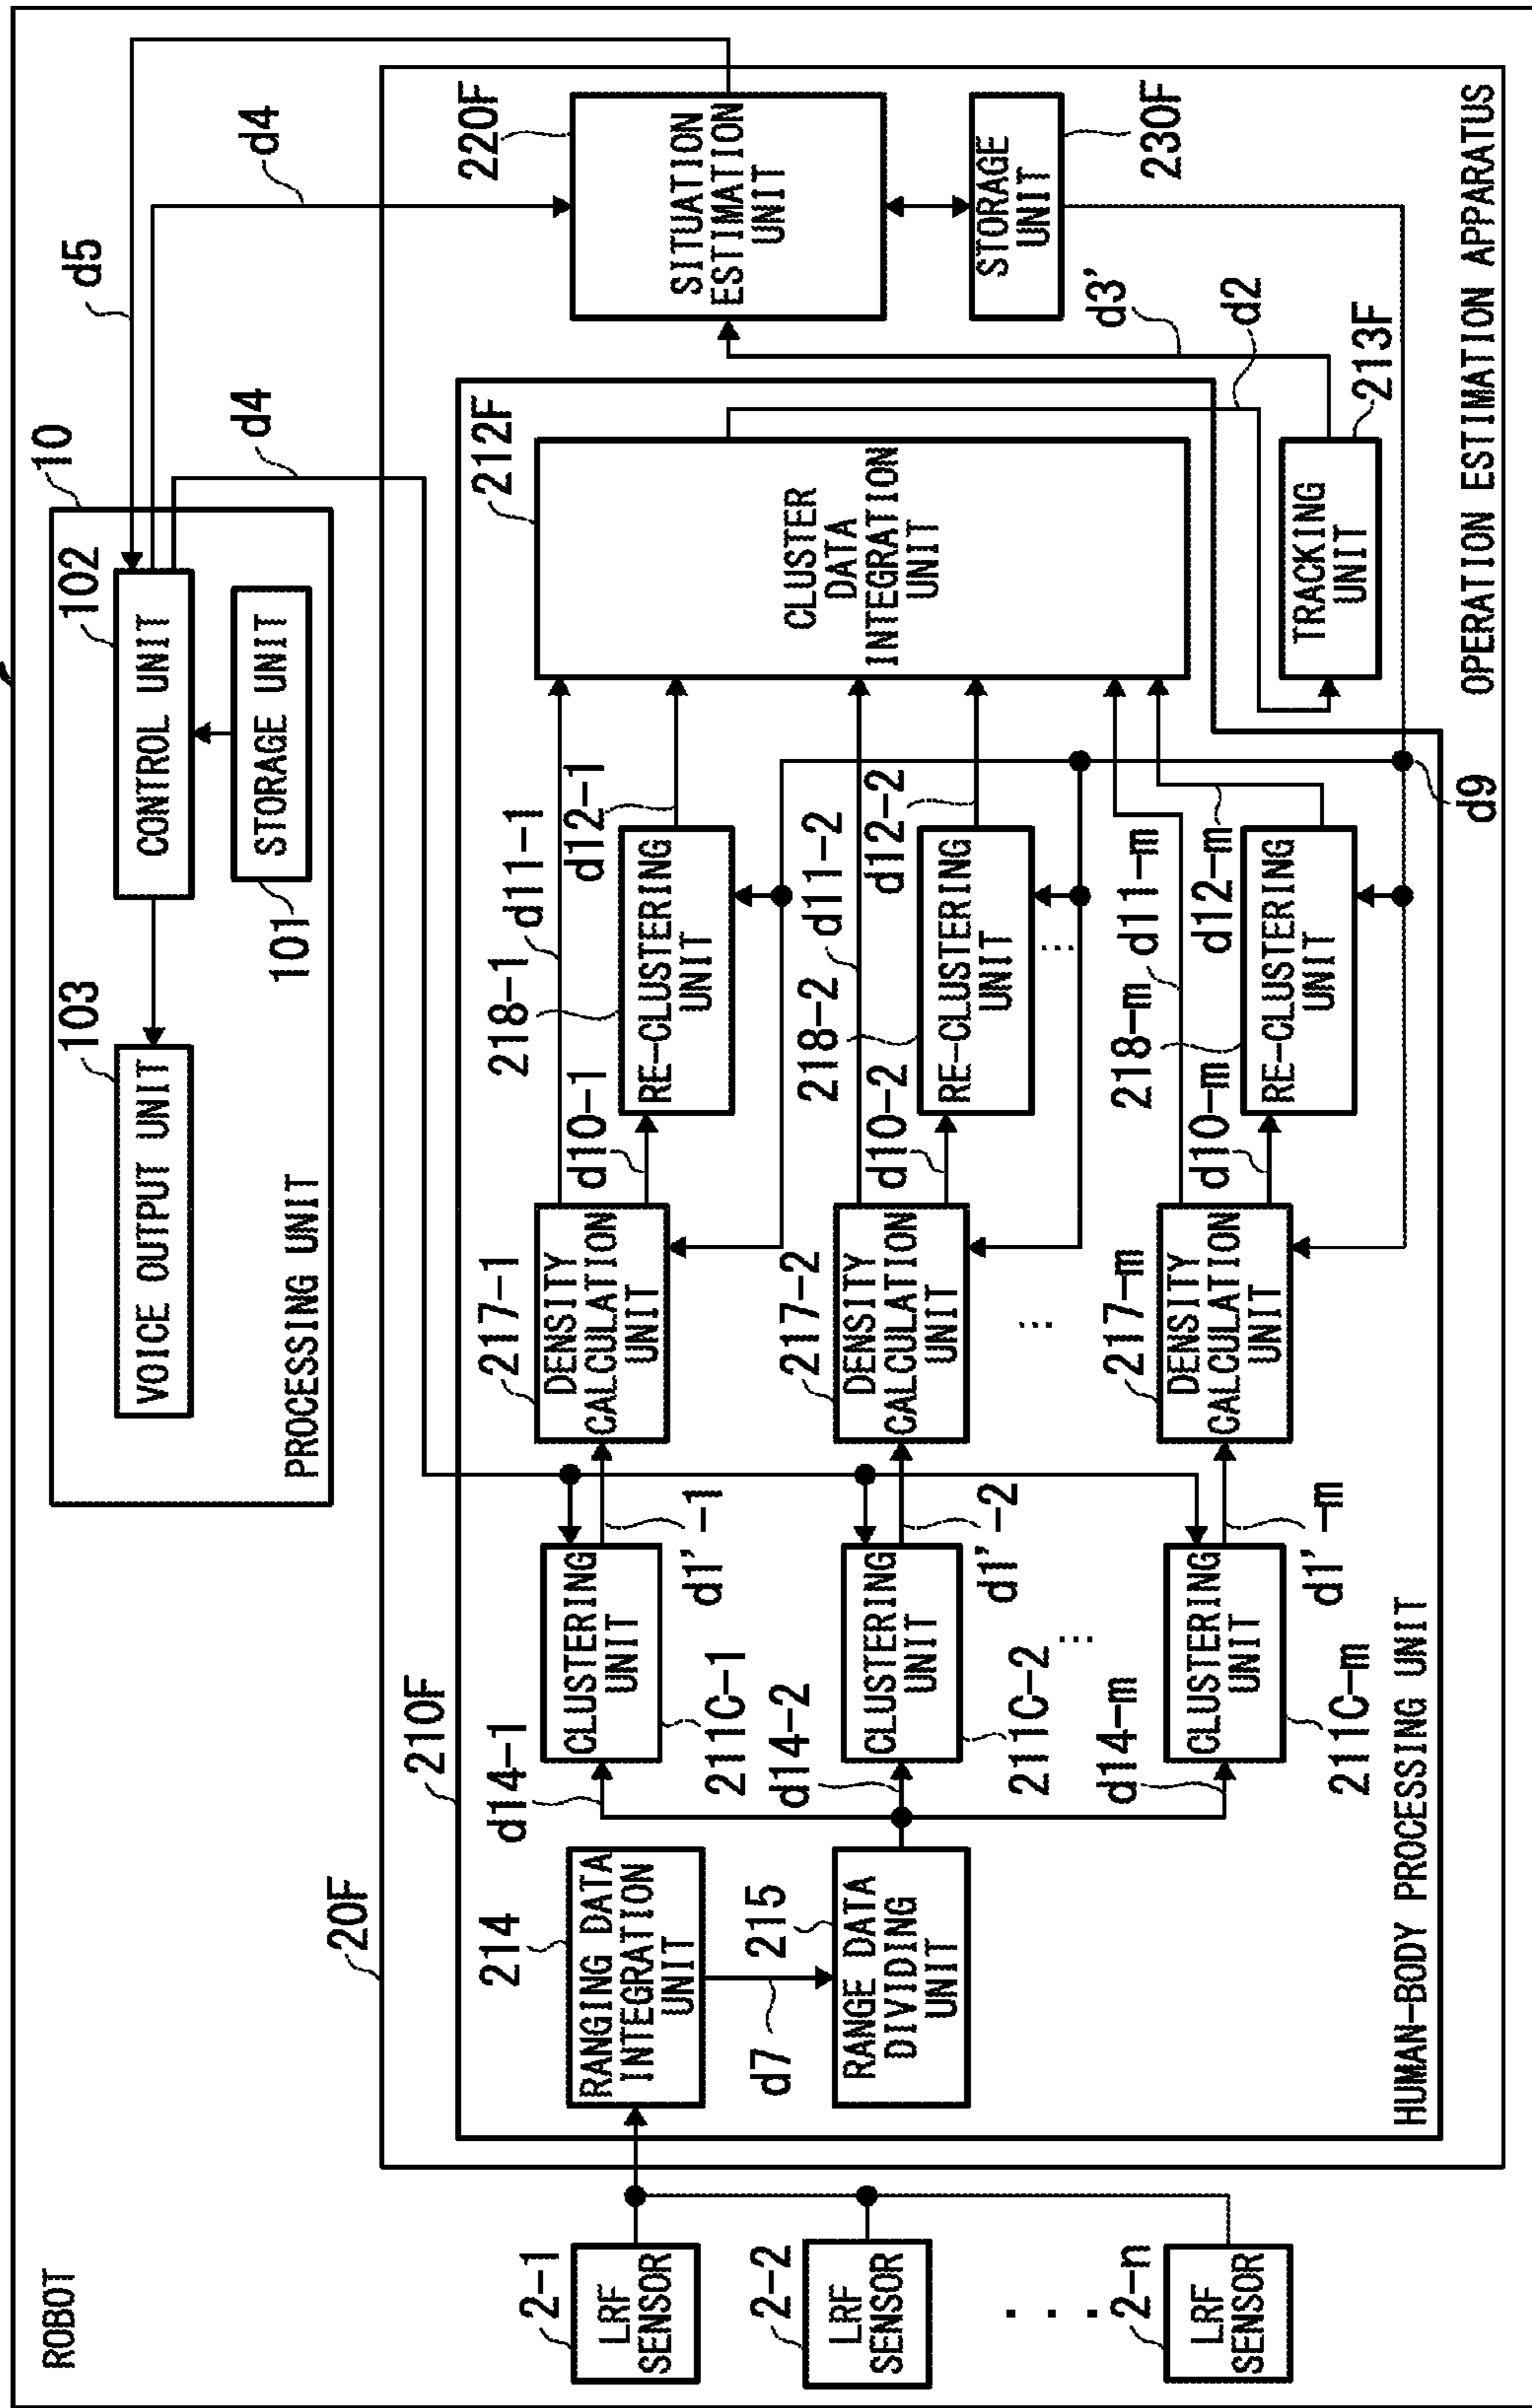 ROBOT
10
PROCESSING UNIT
103
VOICE OUTPUT UNIT
102
CONTROL UNIT
101
STORAGE UNIT
d5
d4
d4
20F
210F
2-1
LRF
SENSOR
2-2
LRF
SENSOR
. . .
2-n
LRF
SENSOR
214
RANGING DATA
INTEGRATION
UNIT
d7
215
RANGE DATA
DIVIDING
UNIT
d14-1
CLUSTERING
UNIT
211C-1
d1'-1
d14-2
CLUSTERING
UNIT
211C-2
d1'-2
...
d14-m
CLUSTERING
UNIT
211C-m
d1'-m
217-1
DENSITY
CALCULATION
UNIT
217-2
DENSITY
CALCULATION
UNIT
...
217-m
DENSITY
CALCULATION
UNIT
d10-1
218-1
d11-1
RE-CLUSTERING
UNIT
d12-1
d10-2
218-2
d11-2
RE-CLUSTERING
UNIT
d12-2
...
d10-m
218-m
d11-m
RE-CLUSTERING
UNIT
d12-m
212F
CLUSTER
DATA
INTEGRATION
UNIT
220F
SITUATION
ESTIMATION
UNIT
STORAGE
UNIT
230F
d3'
d2
213F
TRACKING
UNIT
d9
HUMAN-BODY PROCESSING UNIT
OPERATION ESTIMATION APPARATUS